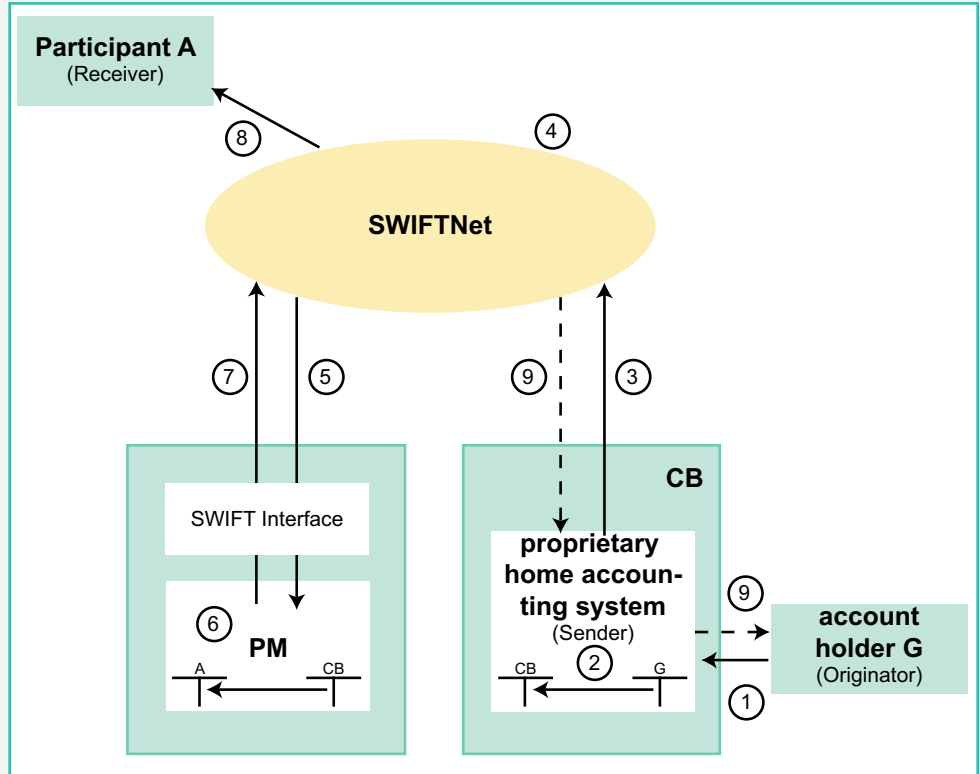 Participant A
(Receiver)
8
4
SWIFTNet
7
5
9
3
CB
SWIFT Interface
proprietary
home accoun-
ting system
(Sender)
6
PM
A
CB
2
CB
G
9
account
holder G
(Originator)
1